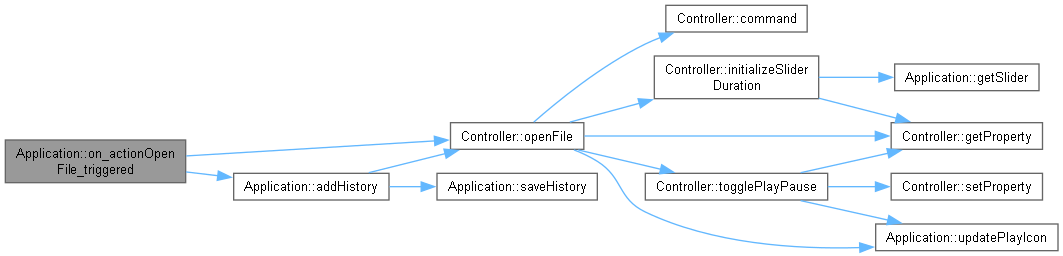 Application::on_actionOpen
File_triggered
Application::addHistory
Controller::openFile
Application::saveHistory
Controller::command
Controller::initializeSlider
Duration
Controller::togglePlayPause
Application::getSlider
Controller::getProperty
Controller::setProperty
Application::updatePlayIcon